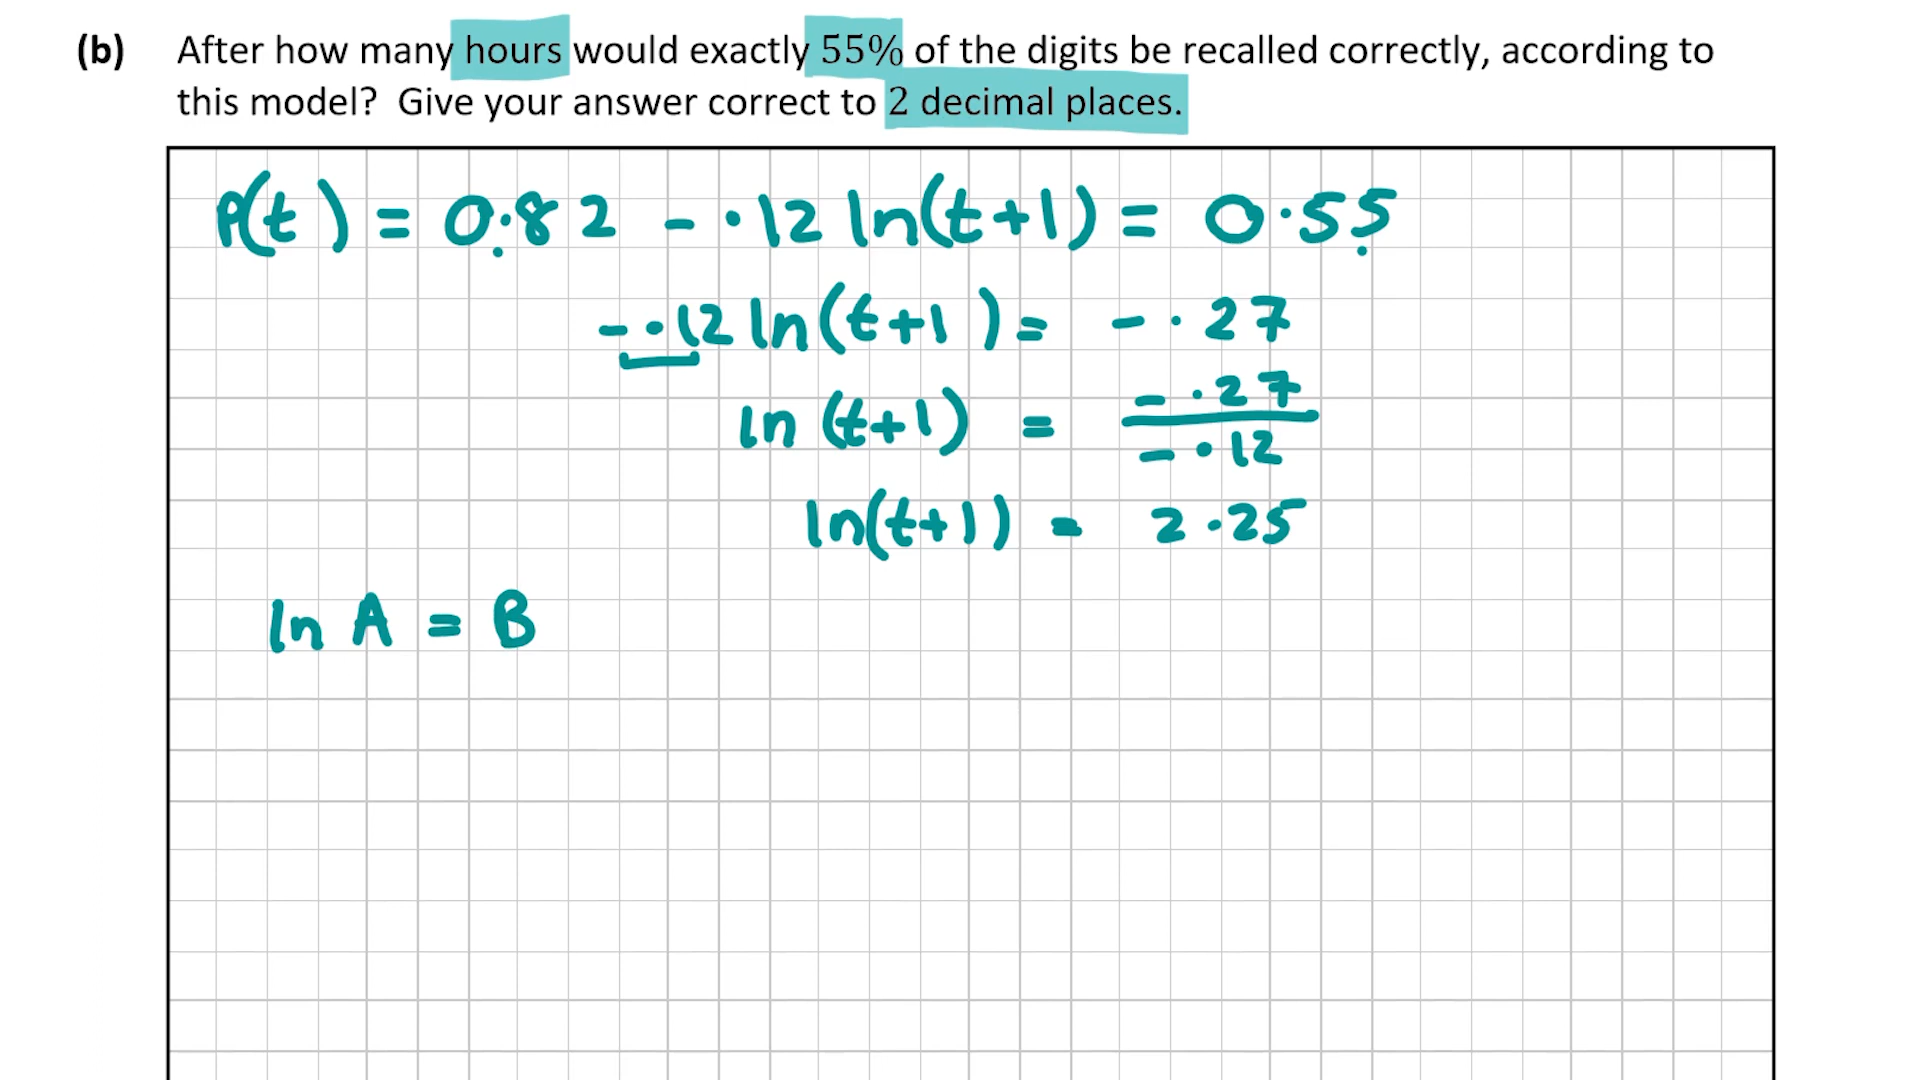 (b) After how many hours would exactly 55% of the digits be recalled correctly, according to
this model? Give your answer correct to 2 decimal places.
P(t) = 0.82 - .12 ln(t+1) = 0.55
- .12 ln(t+1) = - .27
ln (t+1) = - .27 / - .12
ln(t+1) = 2.25
ln A = B